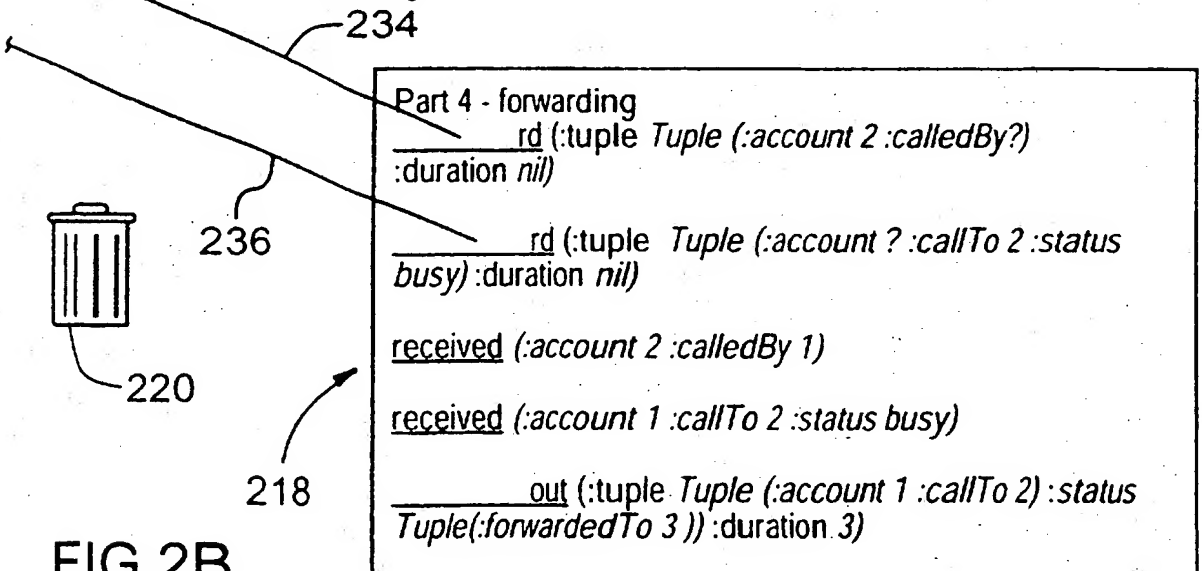 234
Part 4 - forwarding
rd (:tuple Tuple (:account 2 :calledBy?)
:duration nil)
236
rd (:tuple Tuple (:account ? :callTo 2 :status
busy) :duration nil)
received (:account 2 :calledBy 1)
220
received (:account 1 :callTo 2 :status busy)
218
out (:tuple Tuple (:account 1 :callTo 2) :status
Tuple(:forwardedTo 3 )) :duration 3)
FIG 2B